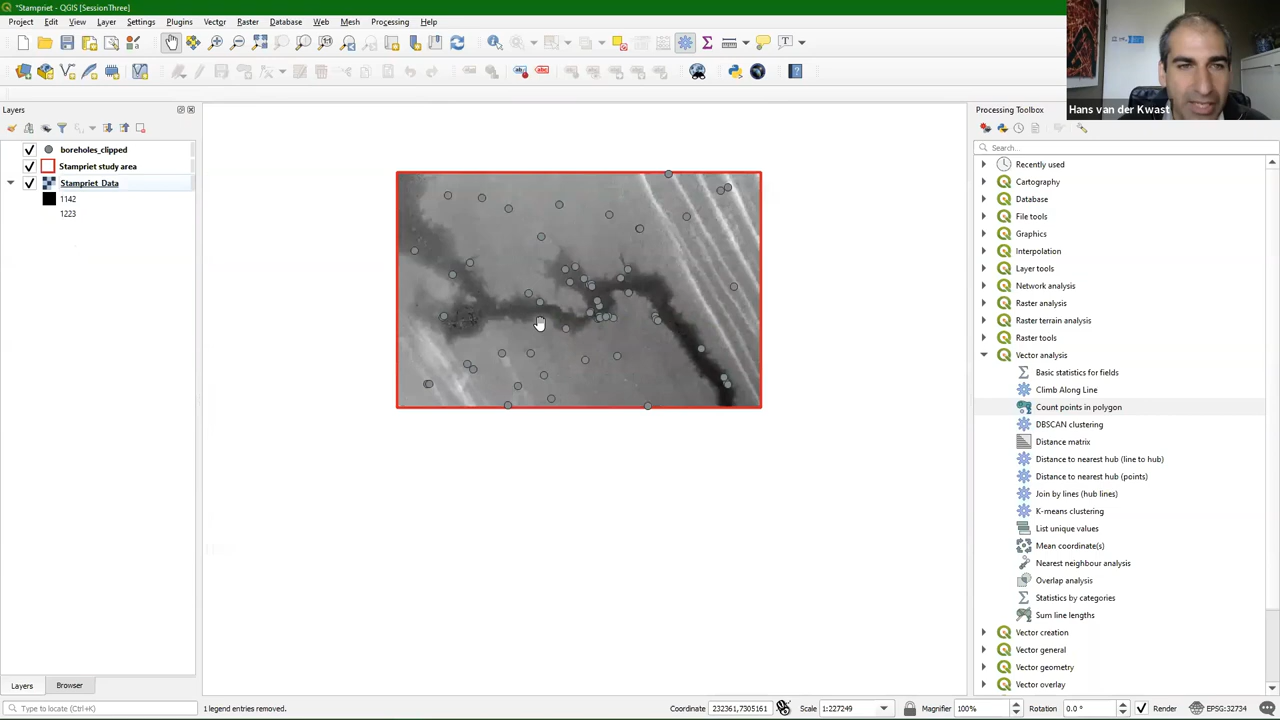 *Stampriet - QGIS [SessionThree]
Project Edit View Layer Settings Plugins Vector Raster Database Web Mesh Processing Help
Hans van der Kwast
Layers
boreholes_clipped
Stampriet study area
Stampriet_Data
1142
1223
Processing Toolbox
Search...
Recently used
Cartography
Database
File tools
Graphics
Interpolation
Layer tools
Network analysis
Raster analysis
Raster terrain analysis
Raster tools
Vector analysis
Basic statistics for fields
Climb Along Line
Count points in polygon
DBSCAN clustering
Distance matrix
Distance to nearest hub (line to hub)
Distance to nearest hub (points)
Join by lines (hub lines)
K-means clustering
List unique values
Mean coordinate(s)
Nearest neighbour analysis
Overlap analysis
Statistics by categories
Sum line lengths
Vector creation
Vector general
Vector geometry
Vector overlay
Layers Browser
Type to locate (Ctrl+K) 1 legend entries removed. Coordinate 232361,7305161 Scale 1:227249 Magnifier 100% Rotation 0.0 ° Render EPSG:32734